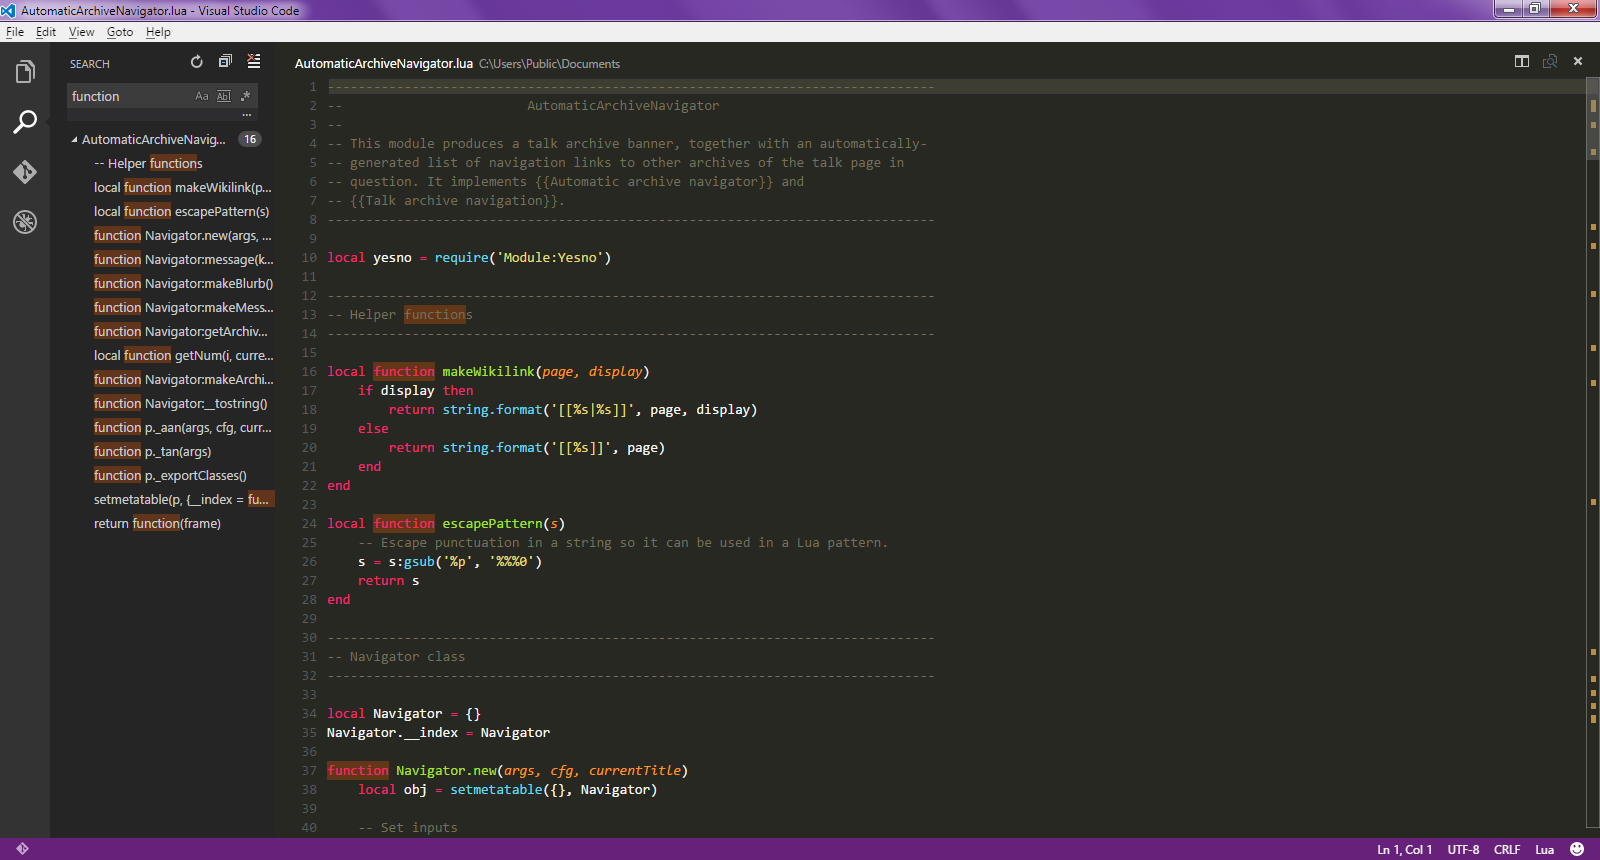 AutomaticArchiveNavigator.lua - Visual Studio Code
File Edit View Goto Help
SEARCH
function
Aa Ab| .*
...
AutomaticArchiveNavig... 16
-- Helper functions
local function makeWikilink(p...
local function escapePattern(s)
function Navigator.new(args, ...
function Navigator:message(k...
function Navigator:makeBlurb()
function Navigator:makeMess...
function Navigator:getArchiv...
local function getNum(i, curre...
function Navigator:makeArchi...
function Navigator:__tostring()
function p._aan(args, cfg, curr...
function p._tan(args)
function p._exportClasses()
setmetatable(p, {__index = fu...
return function(frame)
AutomaticArchiveNavigator.lua C:\Users\Public\Documents
1 -------------------------------------------------------------------------------
2 -- AutomaticArchiveNavigator
3 --
4 -- This module produces a talk archive banner, together with an automatically-
5 -- generated list of navigation links to other archives of the talk page in
6 -- question. It implements {{Automatic archive navigator}} and
7 -- {{Talk archive navigation}}.
8 -------------------------------------------------------------------------------
9
10 local yesno = require('Module:Yesno')
11
12 -------------------------------------------------------------------------------
13 -- Helper functions
14 -------------------------------------------------------------------------------
15
16 local function makeWikilink(page, display)
17 if display then
18 return string.format('[[%s|%s]]', page, display)
19 else
20 return string.format('[[%s]]', page)
21 end
22 end
23
24 local function escapePattern(s)
25 -- Escape punctuation in a string so it can be used in a Lua pattern.
26 s = s:gsub('%p', '%%%0')
27 return s
28 end
29
30 -------------------------------------------------------------------------------
31 -- Navigator class
32 -------------------------------------------------------------------------------
33
34 local Navigator = {}
35 Navigator.__index = Navigator
36
37 function Navigator.new(args, cfg, currentTitle)
38 local obj = setmetatable({}, Navigator)
39
40 -- Set inputs
Ln 1, Col 1 UTF-8 CRLF Lua